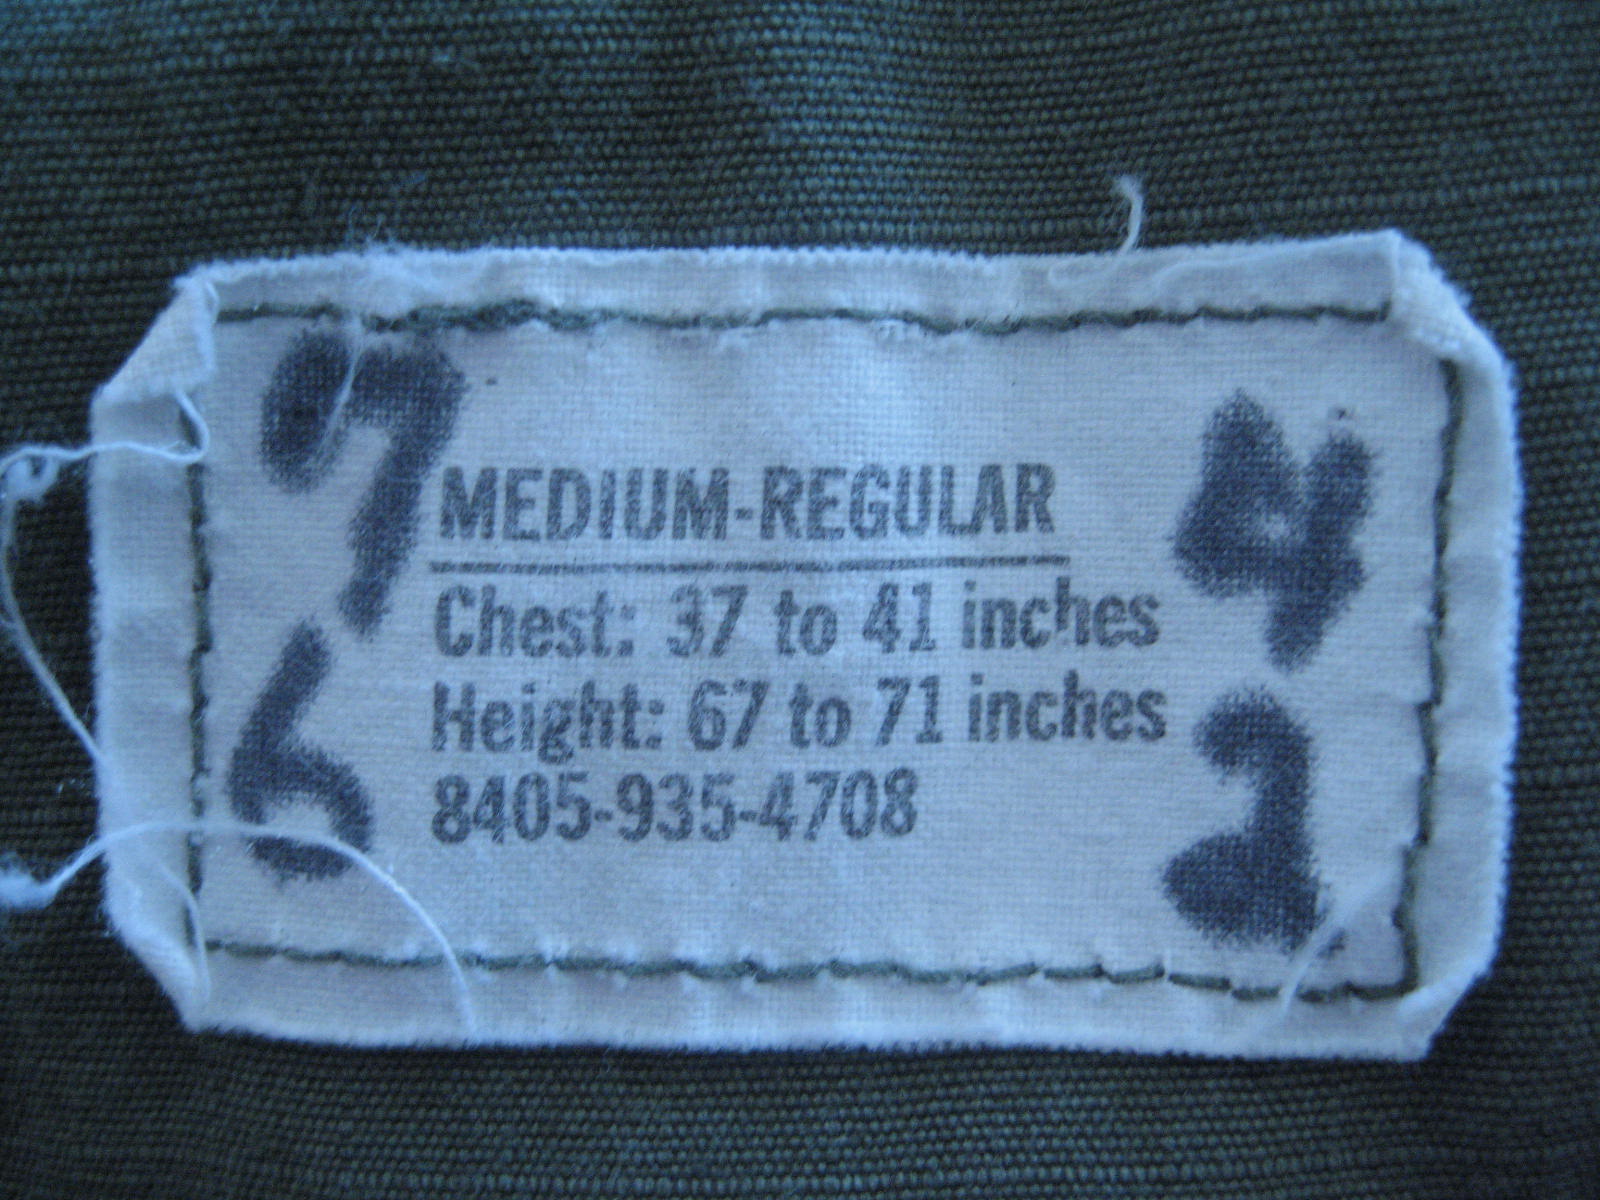 7 4
MEDIUM-REGULAR
Chest: 37 to 41 inches
Height: 67 to 71 inches
8405-935-4708
6 2